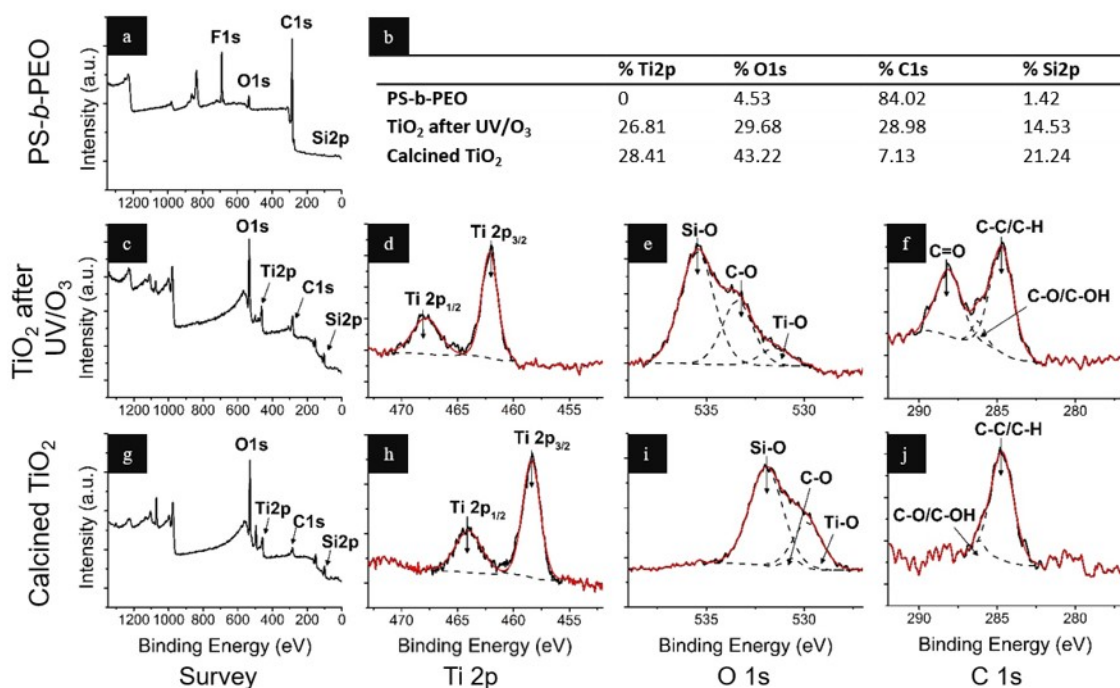 PS-b-PEO
a
Intensity (a.u.)
F1s
O1s
C1s
Si2p
1200 1000 800 600 400 200 0
b
% Ti2p % O1s % C1s % Si2p
PS-b-PEO 0 4.53 84.02 1.42
TiO2 after UV/O3 26.81 29.68 28.98 14.53
Calcined TiO2 28.41 43.22 7.13 21.24
TiO2 after
UV/O3
c
Intensity (a.u.)
O1s
Ti2p
C1s
Si2p
1200 1000 800 600 400 200 0
d
Ti 2p3/2
Ti 2p1/2
470 465 460 455
e
Si-O
C-O
Ti-O
535 530
f
C-C/C-H
C=O
C-O/C-OH
290 285 280
Calcined TiO2
g
Intensity (a.u.)
O1s
Ti2p
C1s
Si2p
1200 1000 800 600 400 200 0
Binding Energy (eV)
Survey
h
Ti 2p3/2
Ti 2p1/2
470 465 460 455
Binding Energy (eV)
Ti 2p
i
Si-O
C-O
Ti-O
535 530
Binding Energy (eV)
O 1s
j
C-C/C-H
C-O/C-OH
290 285 280
Binding Energy (eV)
C 1s